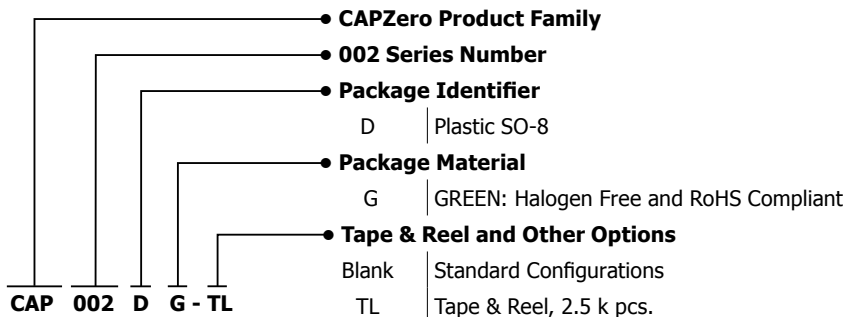 CAPZero Product Family
002 Series Number
Package Identifier
D Plastic SO-8
Package Material
G GREEN: Halogen Free and RoHS Compliant
Tape & Reel and Other Options
Blank Standard Configurations
TL Tape & Reel, 2.5 k pcs.
CAP 002 D G - TL